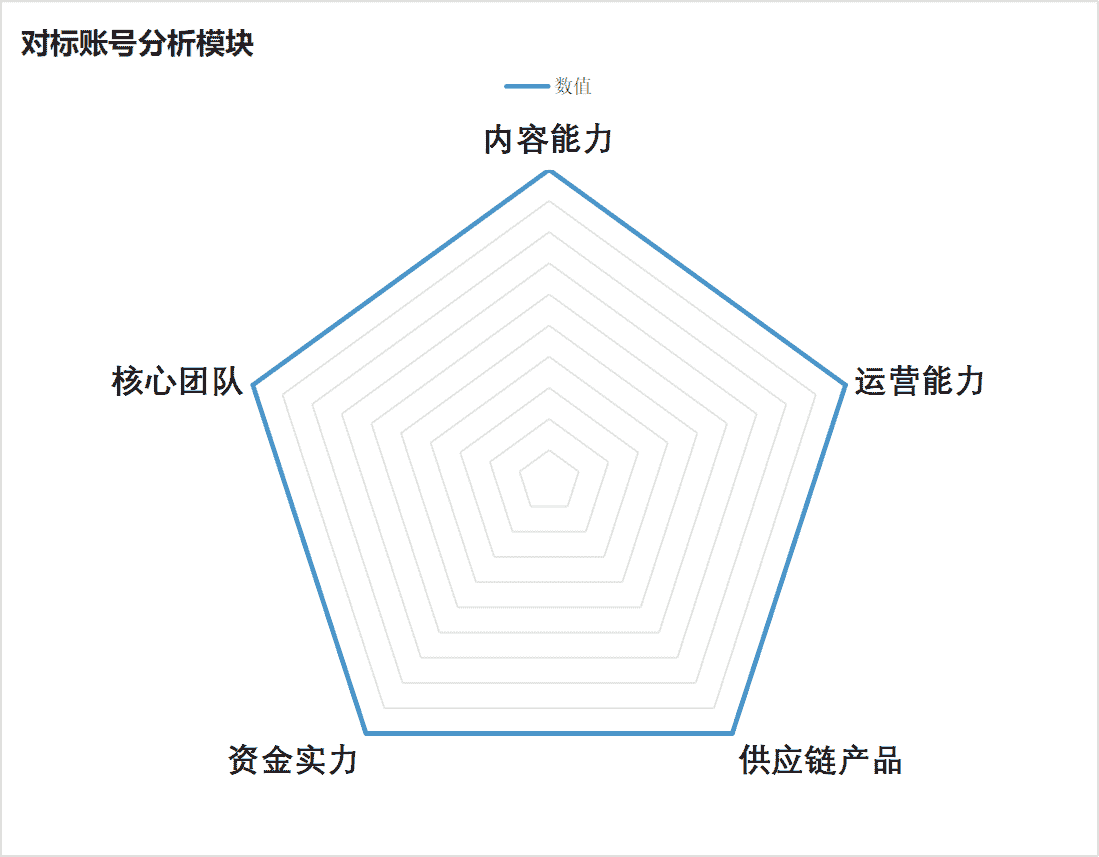 对标账号分析模块
数值
内容能力
核心团队
运营能力
资金实力
供应链产品